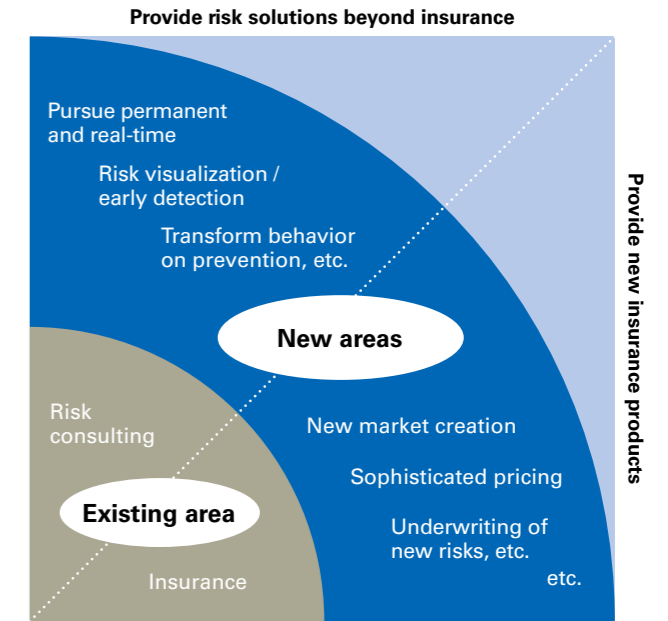 Provide risk solutions beyond insurance
Pursue permanent
and real-time
Risk visualization /
early detection
Transform behavior
on prevention, etc.
Provide new insurance products
New areas
Risk
consulting
New market creation
Sophisticated pricing
Existing area
Underwriting of
new risks, etc.
etc.
Insurance